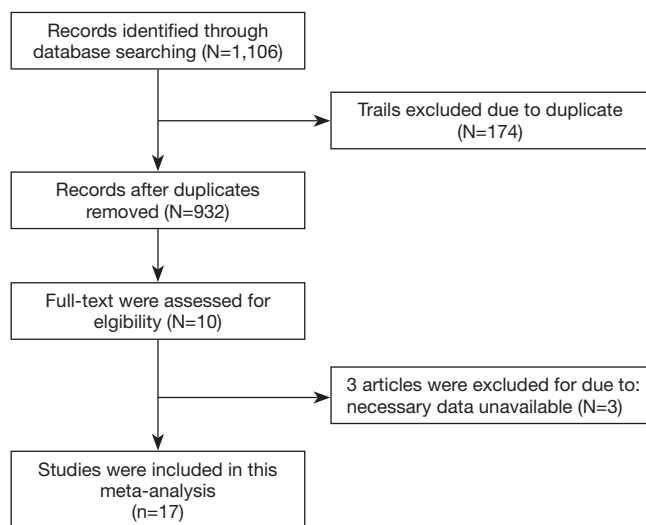 Records identified through
database searching (N=1,106)
Trails excluded due to duplicate
(N=174)
Records after duplicates
removed (N=932)
Full-text were assessed for
elgibility (N=10)
3 articles were excluded for due to:
necessary data unavailable (N=3)
Studies were included in this
meta-analysis
(n=17)